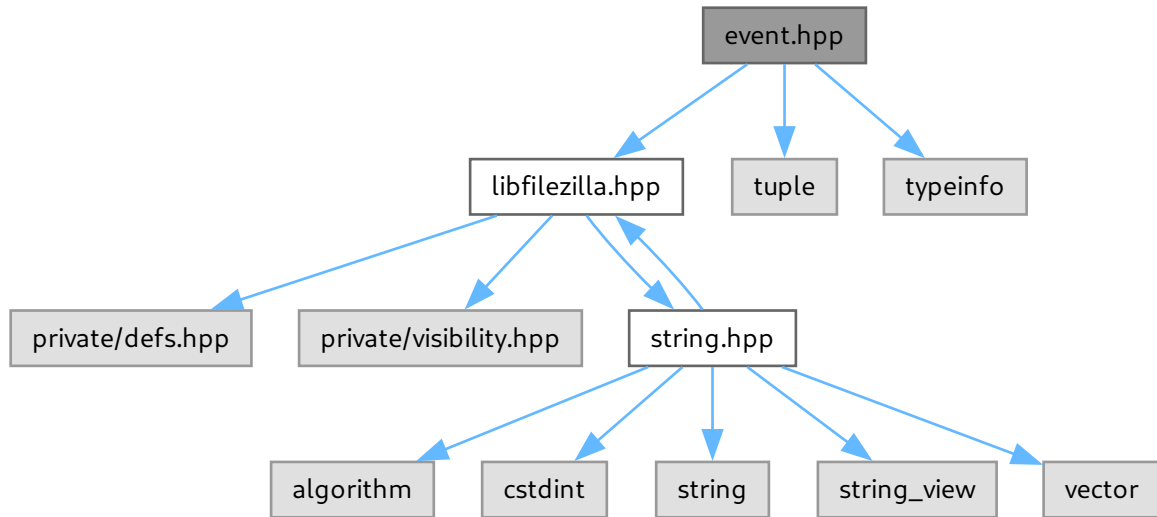 event.hpp
libfilezilla.hpp
tuple
typeinfo
private/defs.hpp
private/visibility.hpp
string.hpp
algorithm
cstdint
string
string_view
vector